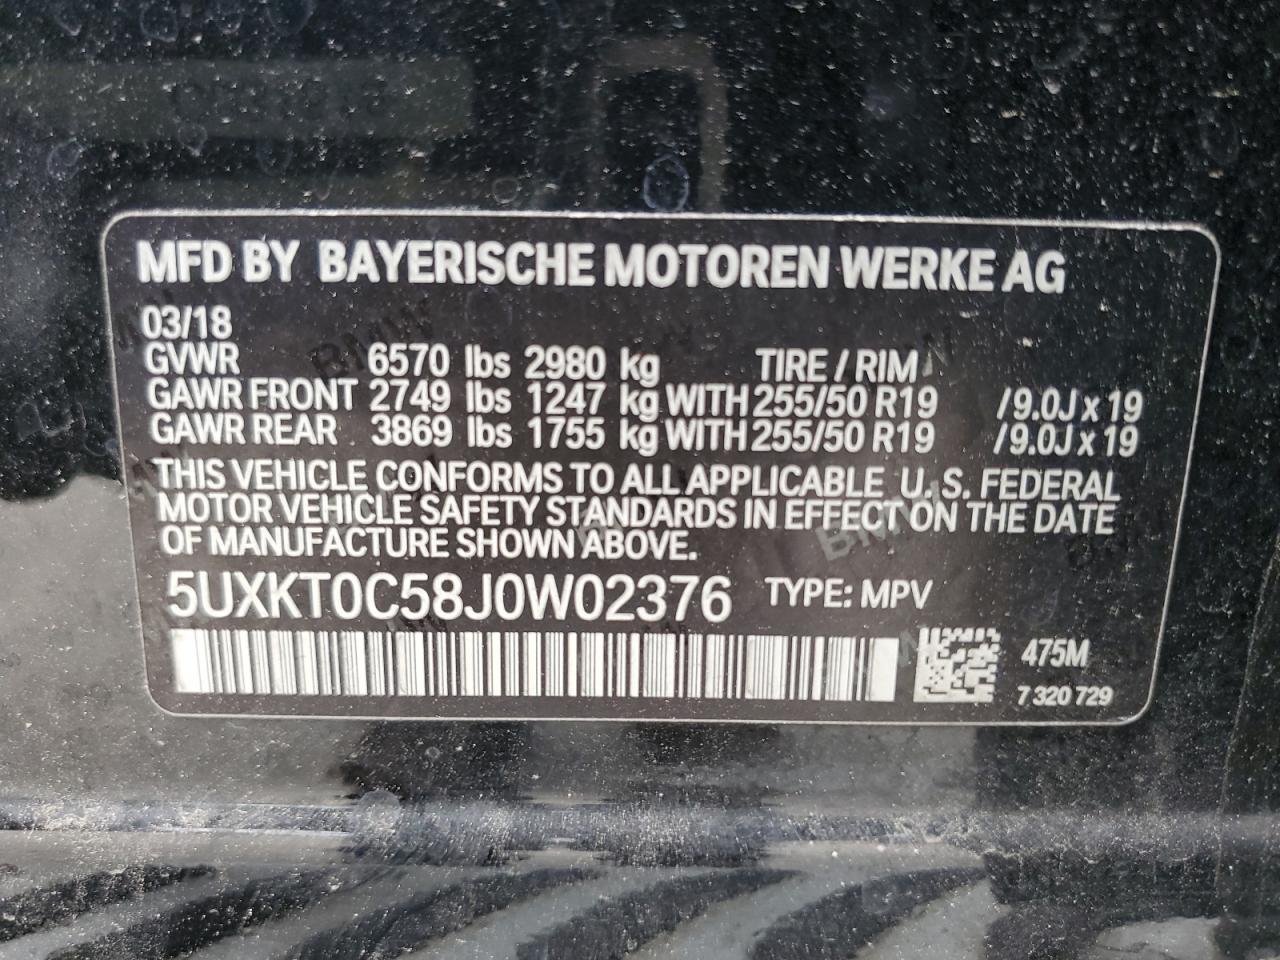 MFD BY BAYERISCHE MOTOREN WERKE AG
03/18
GVWR 6570 lbs 2980 kg TIRE / RIM
GAWR FRONT 2749 lbs 1247 kg WITH 255/50 R19 /9.0J x 19
GAWR REAR 3869 lbs 1755 kg WITH 255/50 R19 /9.0J x 19
THIS VEHICLE CONFORMS TO ALL APPLICABLE U.S. FEDERAL
MOTOR VEHICLE SAFETY STANDARDS IN EFFECT ON THE DATE
OF MANUFACTURE SHOWN ABOVE.
5UXKT0C58J0W02376 TYPE: MPV
475M
7 320 729